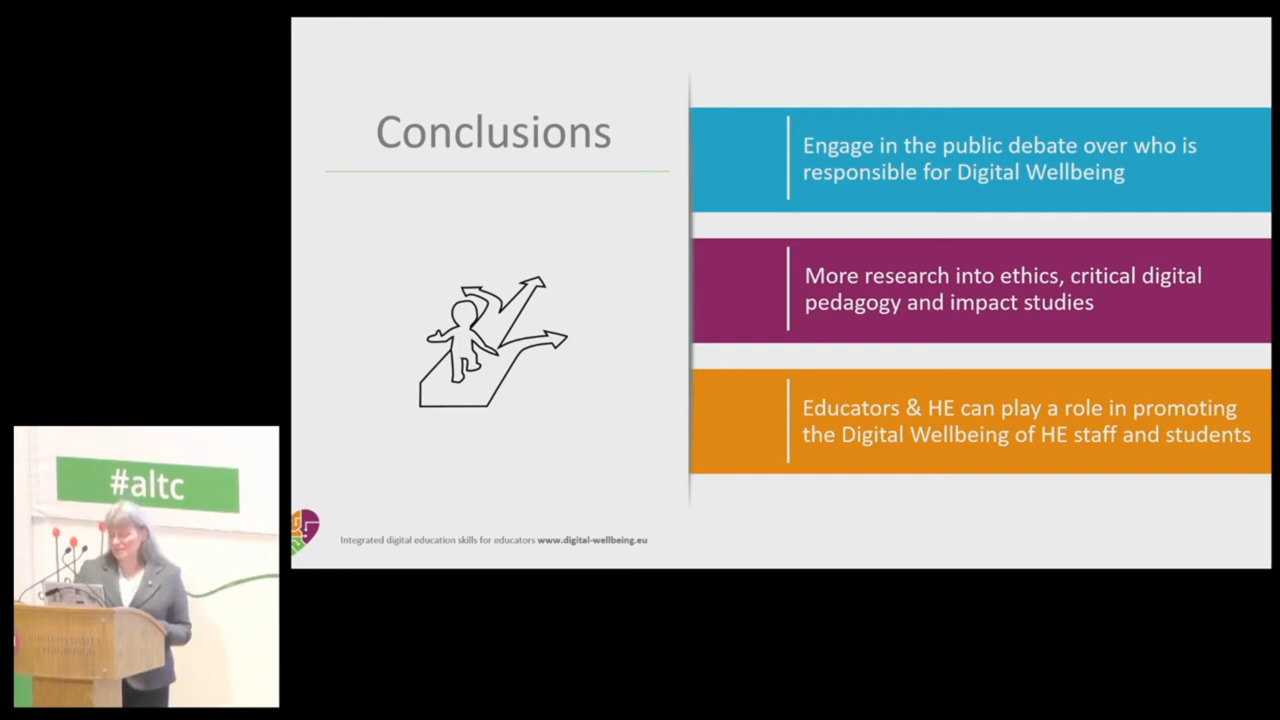 Conclusions
Engage in the public debate over who is
responsible for Digital Wellbeing
More research into ethics, critical digital
pedagogy and impact studies
Educators & HE can play a role in promoting
the Digital Wellbeing of HE staff and students
Integrated digital education skills for educators www.digital-wellbeing.eu
#altc